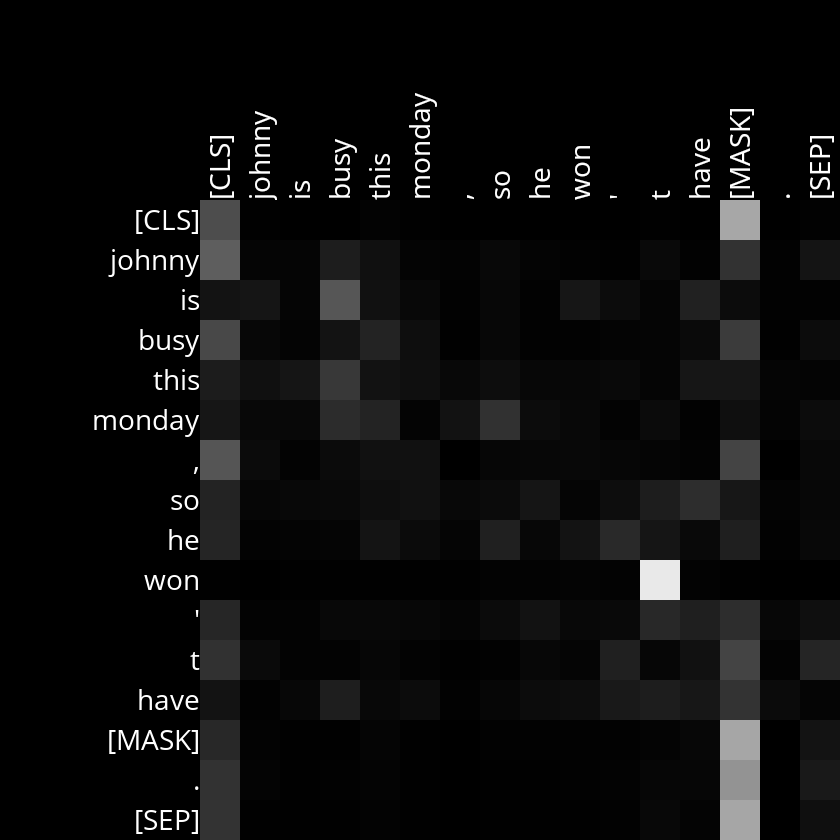 [CLS] johnny is busy this monday , so he won ' t have [MASK] . [SEP]
[CLS]
johnny
is
busy
this
monday
,
so
he
won
'
t
have
[MASK]
.
[SEP]